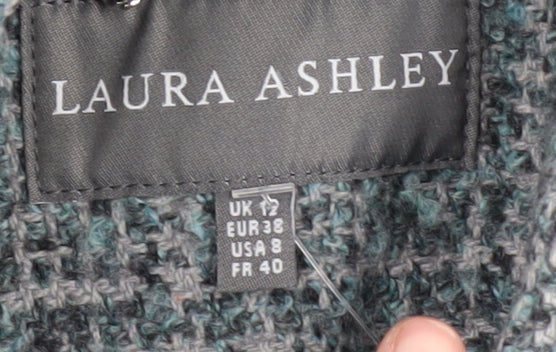 LAURA ASHLEY
UK 12
EUR 38
USA 8
FR 40